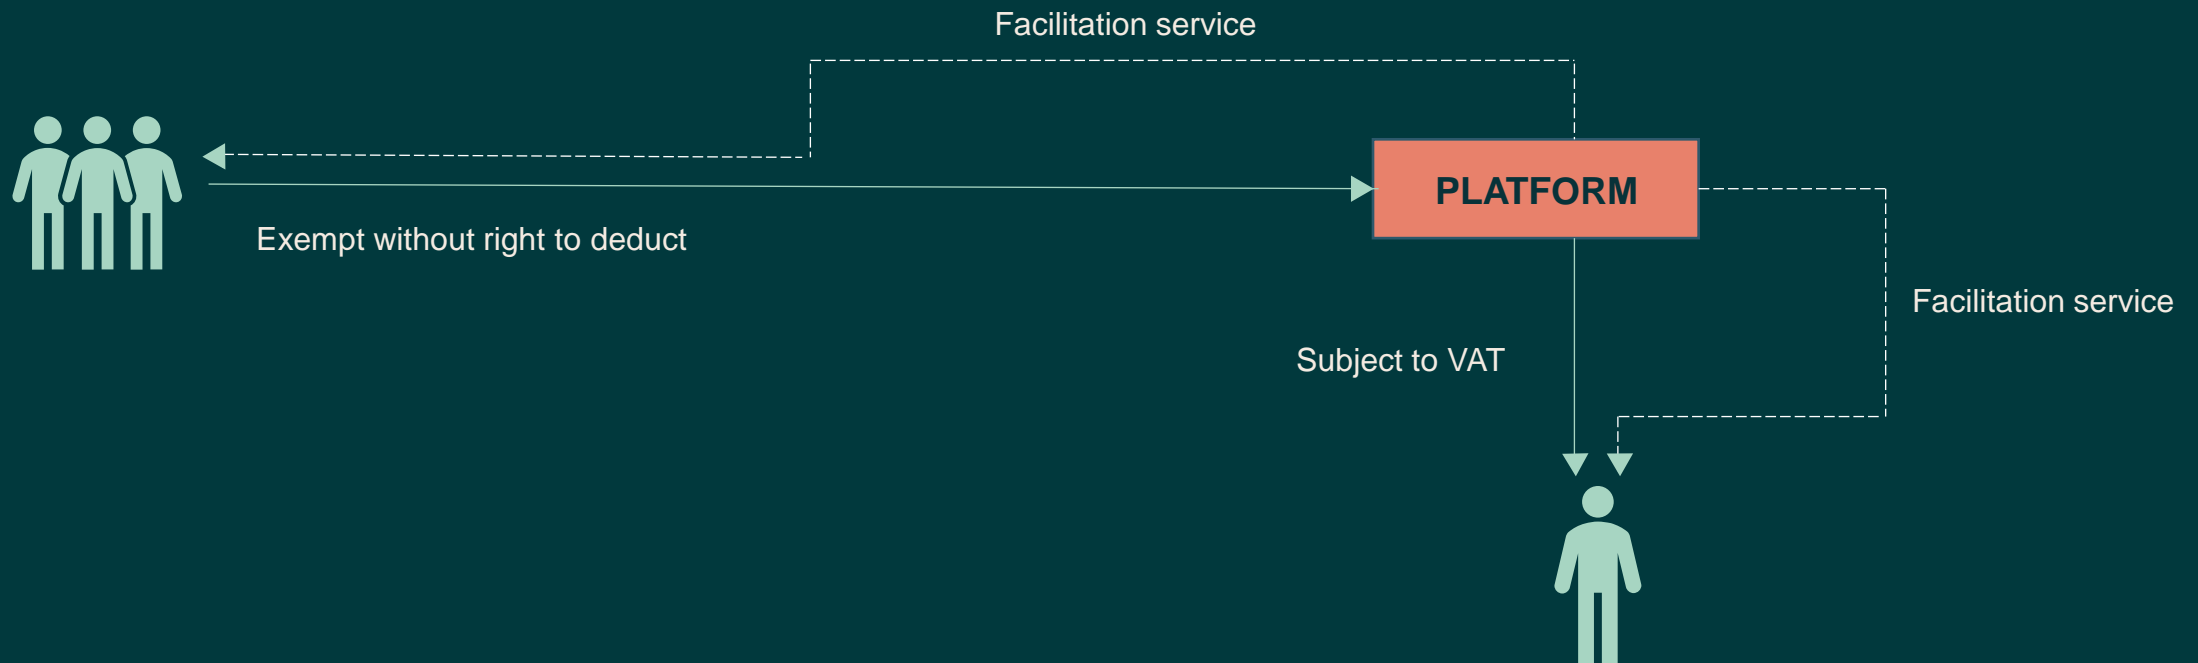 Facilitation service
PLATFORM
Exempt without right to deduct
Facilitation service
Subject to VAT